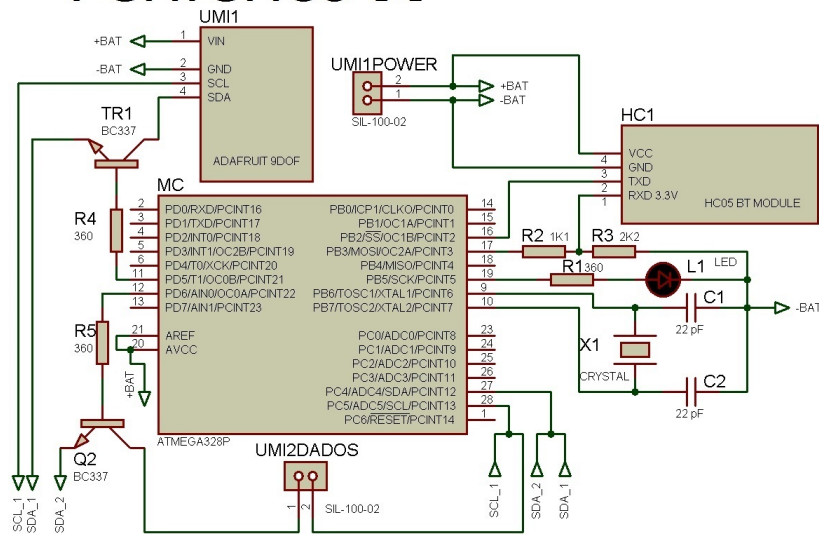 UMI1
+BAT
1
VIN
-BAT
2
GND
3
SCL
4
SDA
ADAFRUIT 9DOF
UMI1POWER
2
1
+BAT
-BAT
SIL-100-02
HC1
VCC
4
GND
3
TXD
2
RXD 3.3V
1
HC05 BT MODULE
TR1
BC337
R4
360
MC
2
PD0/RXD/PCINT16
3
PD1/TXD/PCINT17
4
PD2/INT0/PCINT18
5
PD3/INT1/OC2B/PCINT19
6
PD4/T0/XCK/PCINT20
11
PD5/T1/OC0B/PCINT21
12
PD6/AIN0/OC0A/PCINT22
13
PD7/AIN1/PCINT23
21
AREF
20
AVCC
PB0/ICP1/CLKO/PCINT0
14
PB1/OC1A/PCINT1
15
PB2/SS/OC1B/PCINT2
16
PB3/MOSI/OC2A/PCINT3
17
PB4/MISO/PCINT4
18
PB5/SCK/PCINT5
19
PB6/TOSC1/XTAL1/PCINT6
9
PB7/TOSC2/XTAL2/PCINT7
10
PC0/ADC0/PCINT8
23
PC1/ADC1/PCINT9
24
PC2/ADC2/PCINT10
25
PC3/ADC3/PCINT11
26
PC4/ADC4/SDA/PCINT12
27
PC5/ADC5/SCL/PCINT13
28
PC6/RESET/PCINT14
1
ATMEGA328P
R2
1K1
R3
2K2
R1
360
L1
LED
C1
22 pF
-BAT
X1
CRYSTAL
C2
22 pF
R5
360
+BAT
Q2
BC337
SCL_1
SDA_1
SDA_2
UMI2DADOS
1
2
SIL-100-02
SCL_1
SDA_2
SDA_1